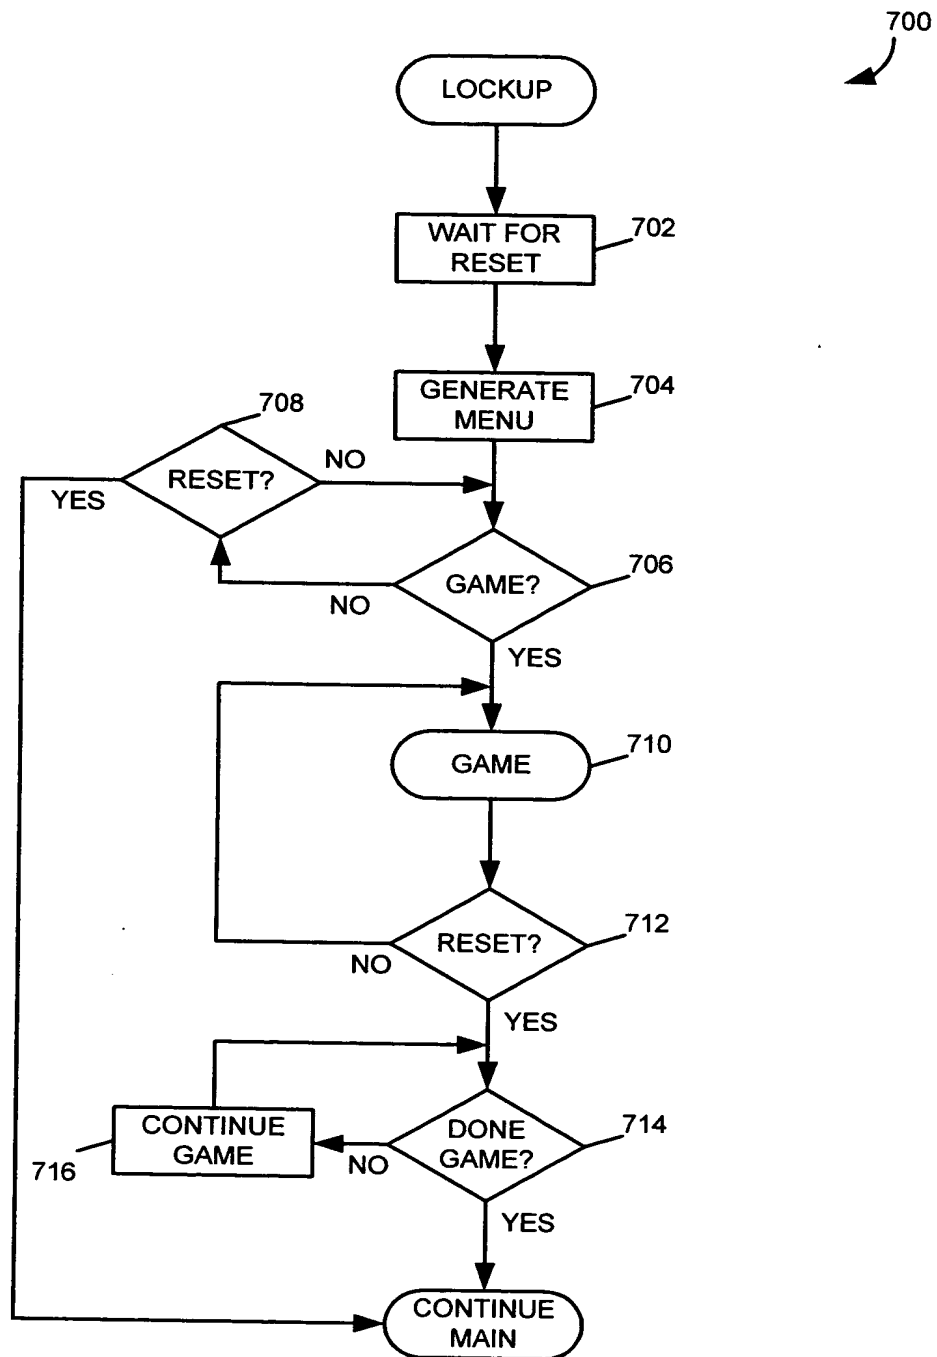 700
LOCKUP
WAIT FOR
RESET
702
GENERATE
MENU
704
708
RESET?
NO
YES
GAME?
706
NO
YES
GAME
710
RESET?
712
NO
YES
DONE
GAME?
714
CONTINUE
GAME
716
NO
YES
CONTINUE
MAIN